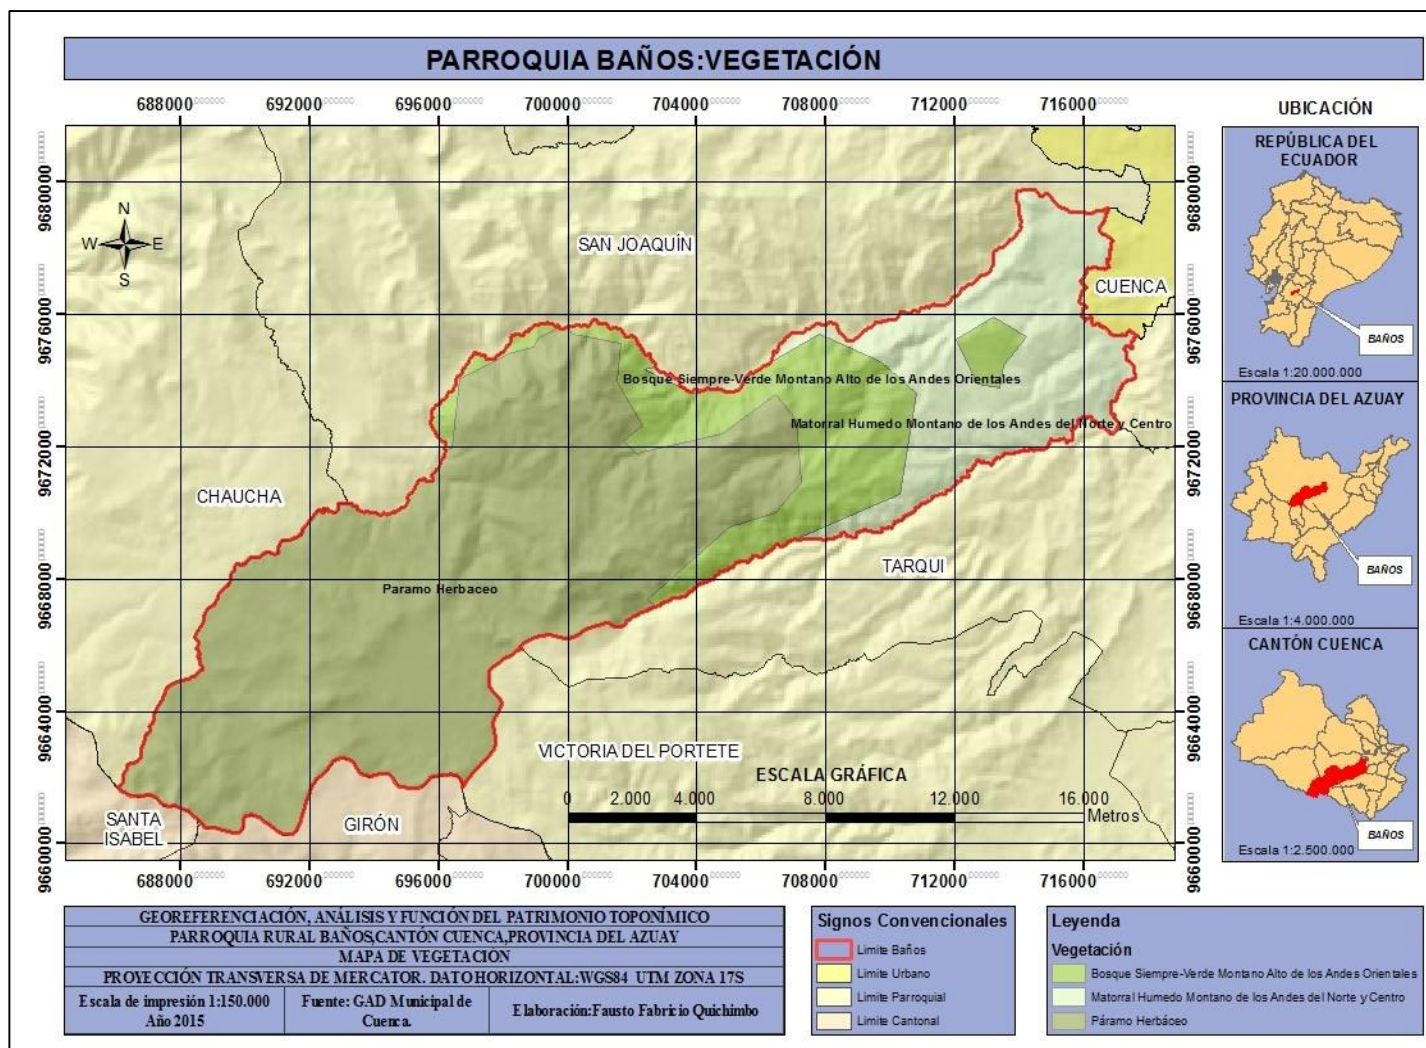 PARROQUIA BAÑOS:VEGETACIÓN
688000 692000 696000 700000 704000 708000 712000 716000
9680000
9676000
9672000
9668000
9664000
9660000
N
W E
S
SAN JOAQUÍN
CUENCA
Bosque Siempre-Verde Montano Alto de los Andes Orientales
Matorral Humedo Montano de los Andes del Norte y Centro
CHAUCHA
TARQUI
Paramo Herbaceo
VICTORIA DEL PORTETE
SANTA
ISABEL
GIRÓN
ESCALA GRÁFICA
0 2.000 4.000 8.000 12.000 16.000
Metros
9680000
9676000
9672000
9668000
9664000
9660000
688000 692000 696000 700000 704000 708000 712000 716000
UBICACIÓN
REPÚBLICA DEL
ECUADOR
BAÑOS
Escala 1:20.000.000
PROVINCIA DEL AZUAY
BAÑOS
Escala 1:4.000.000
CANTÓN CUENCA
BAÑOS
Escala 1:2.500.000
GEOREFERENCIACIÓN, ANÁLISIS Y FUNCIÓN DEL PATRIMONIO TOPONÍMICO
PARROQUIA RURAL BAÑOS,CANTÓN CUENCA,PROVINCIA DEL AZUAY
MAPA DE VEGETACIÓN
PROYECCIÓN TRANSVERSA DE MERCATOR. DATO HORIZONTAL:WGS84 UTM ZONA 17S
Escala de impresión 1:150.000
Año 2015
Fuente: GAD Municipal de
Cuenca.
Elaboración:Fausto Fabricio Quichimbo
Signos Convencionales
Limite Baños
Limite Urbano
Limite Parroquial
Limite Cantonal
Leyenda
Vegetación
Bosque Siempre-Verde Montano Alto de los Andes Orientales
Matorral Humedo Montano de los Andes del Norte y Centro
Páramo Herbáceo